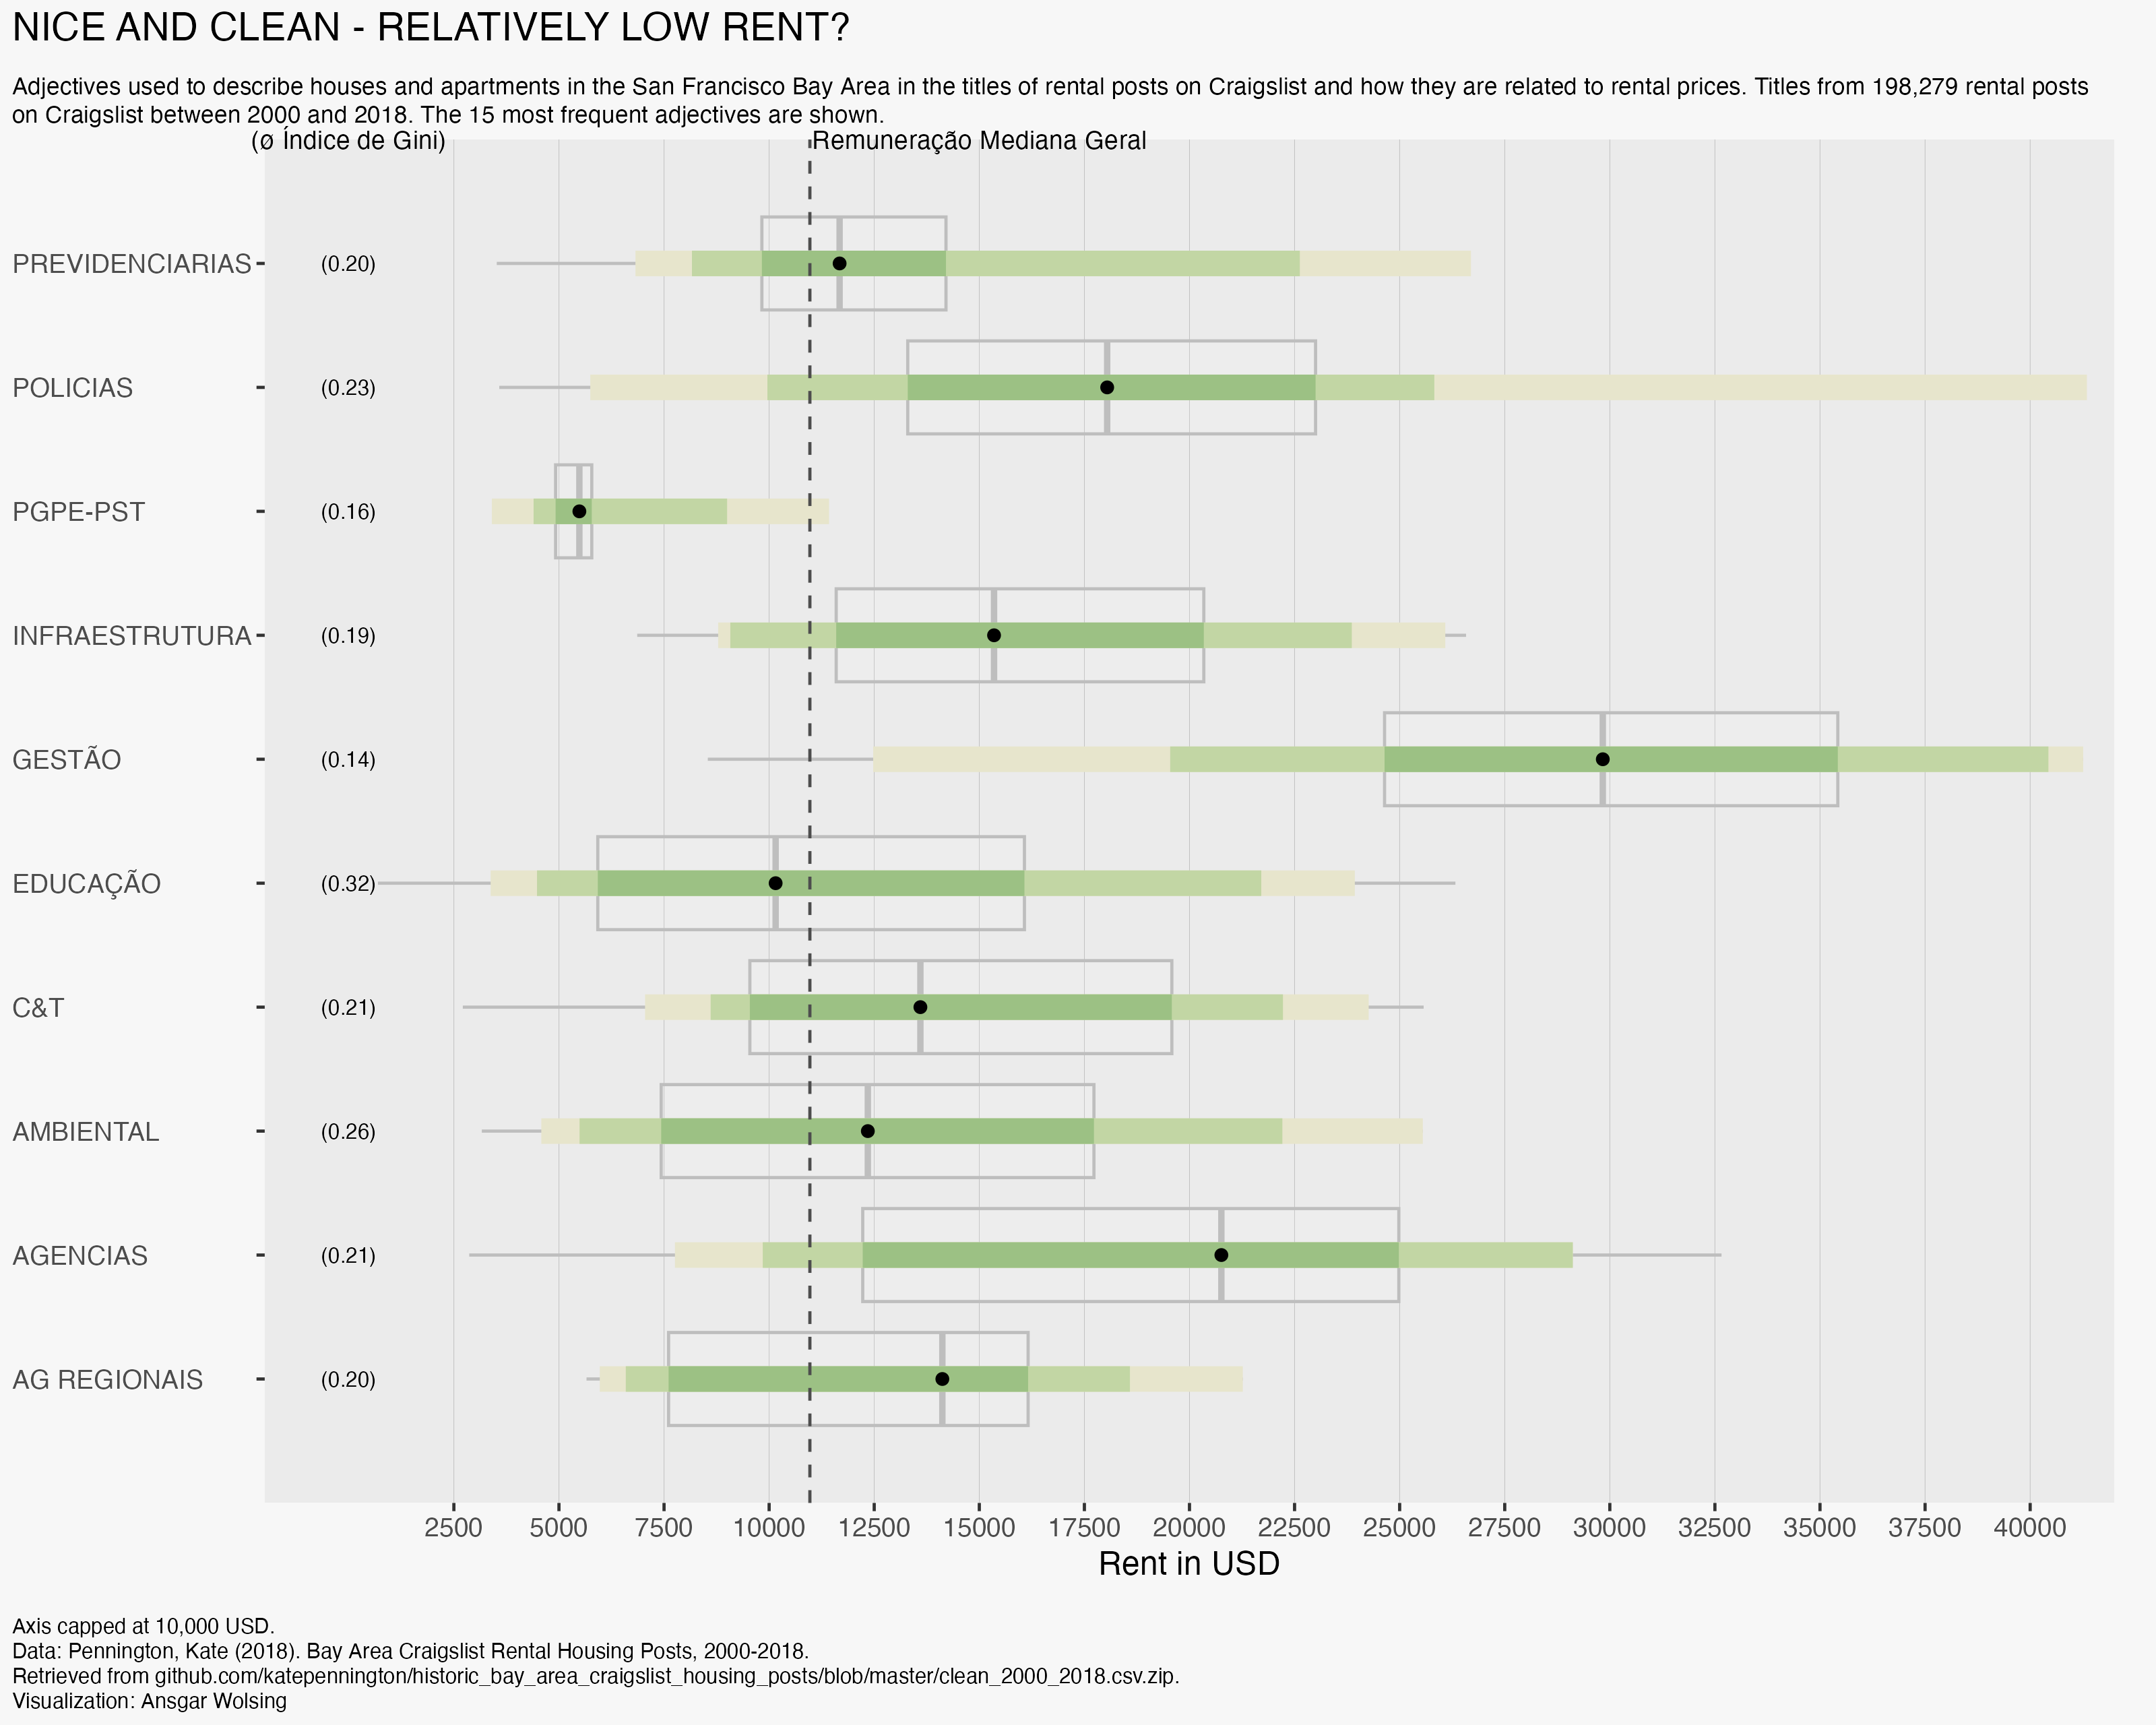 NICE AND CLEAN - RELATIVELY LOW RENT?
Adjectives used to describe houses and apartments in the San Francisco Bay Area in the titles of rental posts on Craigslist and how they are related to rental prices. Titles from 198,279 rental posts
on Craigslist between 2000 and 2018. The 15 most frequent adjectives are shown.
(ø Índice de Gini) Remuneração Mediana Geral
PREVIDENCIARIAS (0.20)
POLICIAS (0.23)
PGPE-PST (0.16)
INFRAESTRUTURA (0.19)
GESTÃO (0.14)
EDUCAÇÃO (0.32)
C&T (0.21)
AMBIENTAL (0.26)
AGENCIAS (0.21)
AG REGIONAIS (0.20)
2500 5000 7500 10000 12500 15000 17500 20000 22500 25000 27500 30000 32500 35000 37500 40000
Rent in USD
Axis capped at 10,000 USD.
Data: Pennington, Kate (2018). Bay Area Craigslist Rental Housing Posts, 2000-2018.
Retrieved from github.com/katepennington/historic_bay_area_craigslist_housing_posts/blob/master/clean_2000_2018.csv.zip.
Visualization: Ansgar Wolsing